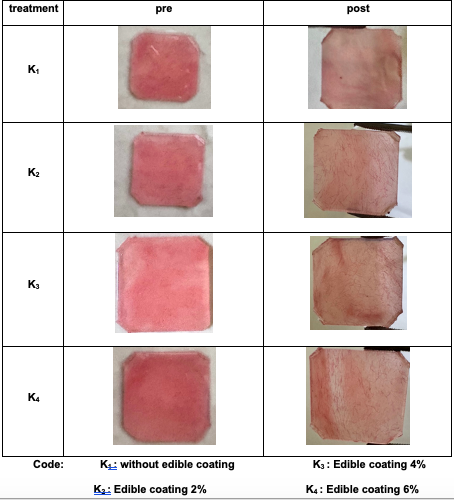 treatment pre post
K₁
K₂
K₃
K₄
Code: K₁: without edible coating K₃ : Edible coating 4%
K₂: Edible coating 2% K₄ : Edible coating 6%